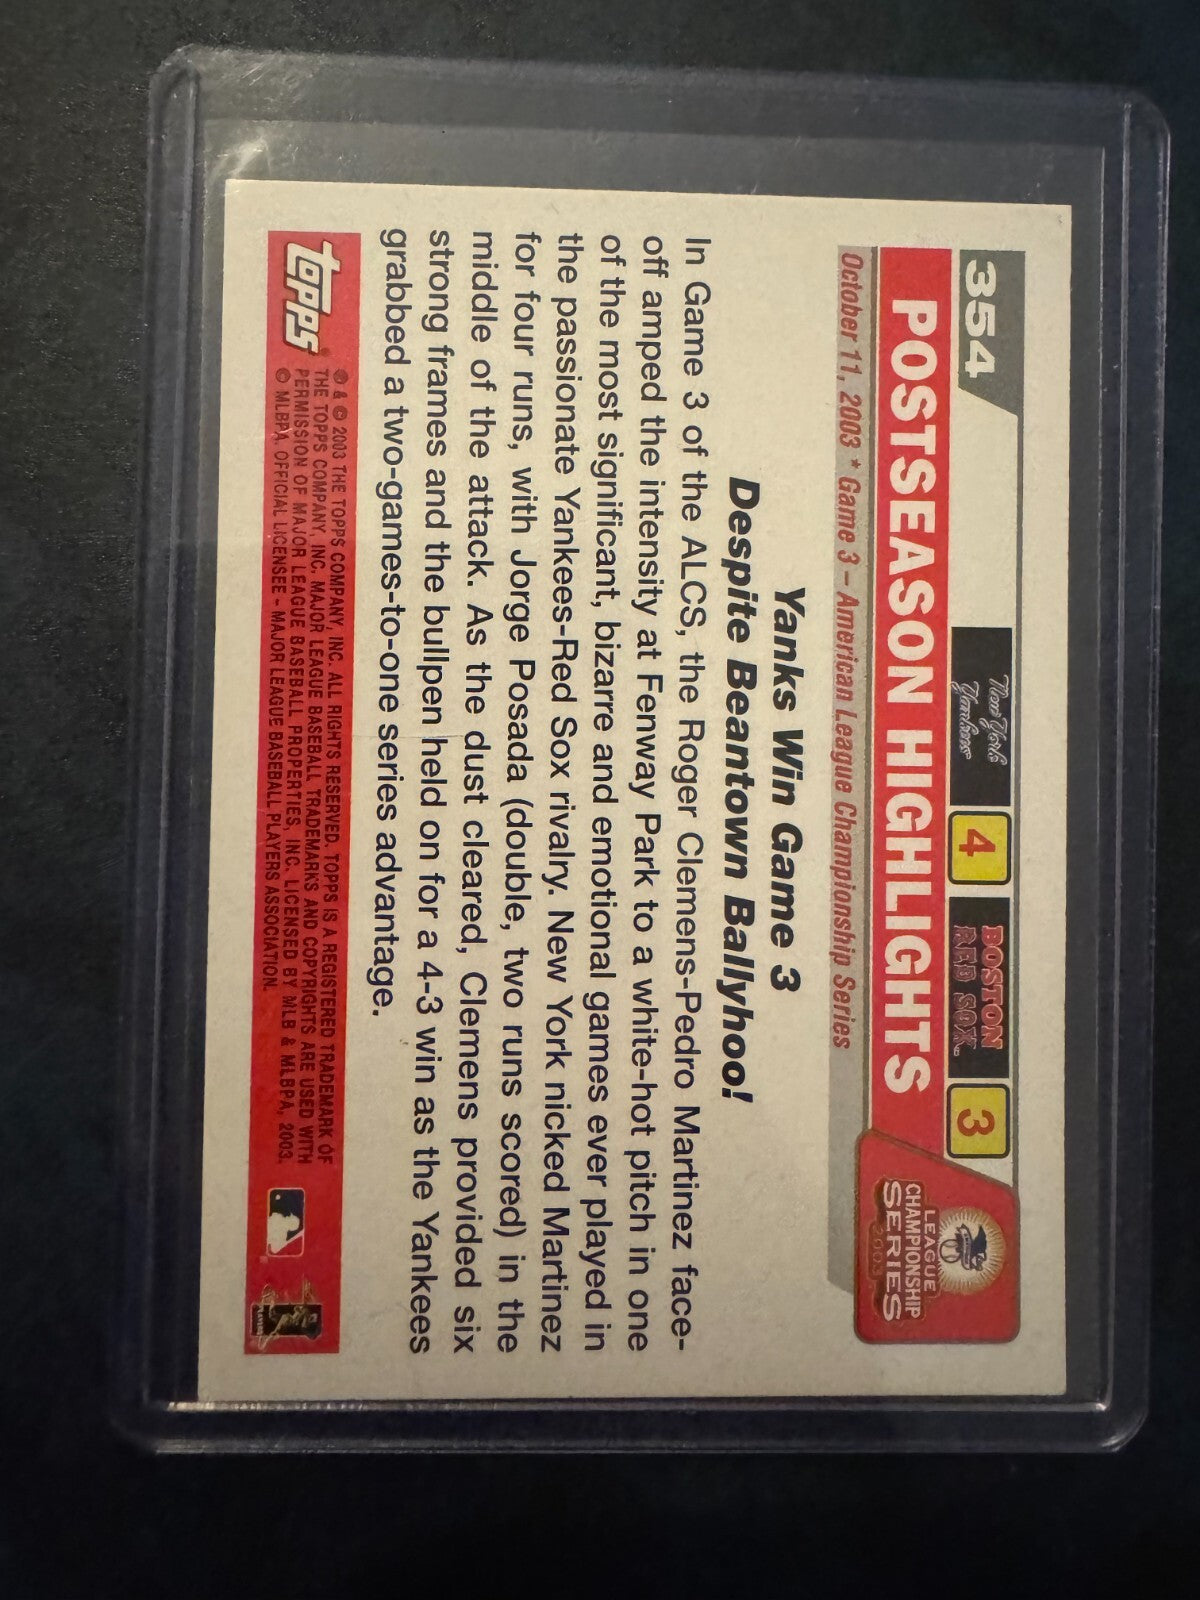 354
New York
Yankees
4
BOSTON
RED SOX
3
LEAGUE
CHAMPIONSHIP
SERIES
2003
POSTSEASON HIGHLIGHTS
October 11, 2003 * Game 3 – American League Championship Series
Yanks Win Game 3
Despite Beantown Ballyhoo!
In Game 3 of the ALCS, the Roger Clemens-Pedro Martinez face-
off amped the intensity at Fenway Park to a white-hot pitch in one
of the most significant, bizarre and emotional games ever played in
the passionate Yankees-Red Sox rivalry. New York nicked Martinez
for four runs, with Jorge Posada (double, two runs scored) in the
middle of the attack. As the dust cleared, Clemens provided six
strong frames and the bullpen held on for a 4-3 win as the Yankees
grabbed a two-games-to-one series advantage.
topps
® & © 2003 THE TOPPS COMPANY, INC. ALL RIGHTS RESERVED. TOPPS IS A REGISTERED TRADEMARK OF
THE TOPPS COMPANY, INC. MAJOR LEAGUE BASEBALL TRADEMARKS AND COPYRIGHTS ARE USED WITH
PERMISSION OF MAJOR LEAGUE BASEBALL PROPERTIES, INC. LICENSED BY MLB & MLBPA, 2003.
© MLBPA. OFFICIAL LICENSEE - MAJOR LEAGUE BASEBALL PLAYERS ASSOCIATION.